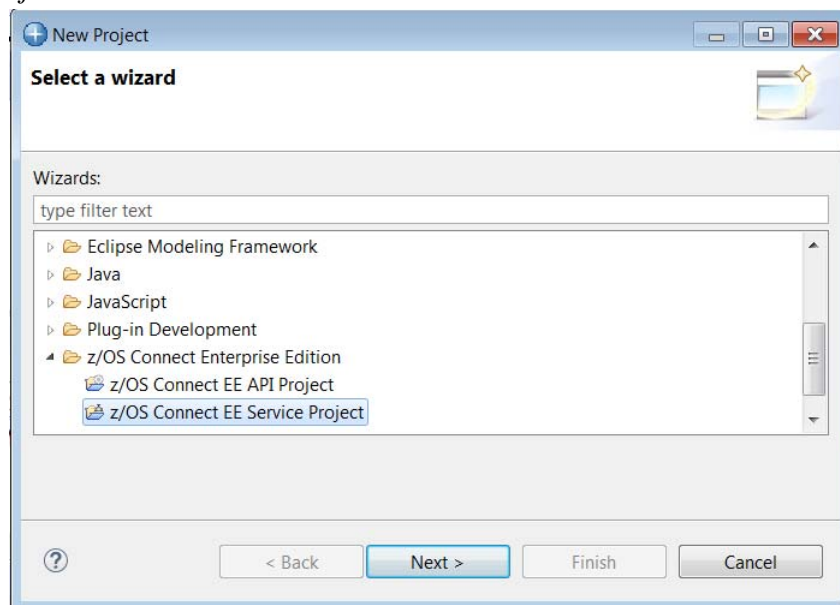 New Project
Select a wizard
Wizards:
type filter text
Eclipse Modeling Framework
Java
JavaScript
Plug-in Development
z/OS Connect Enterprise Edition
z/OS Connect EE API Project
z/OS Connect EE Service Project
? < Back Next > Finish Cancel